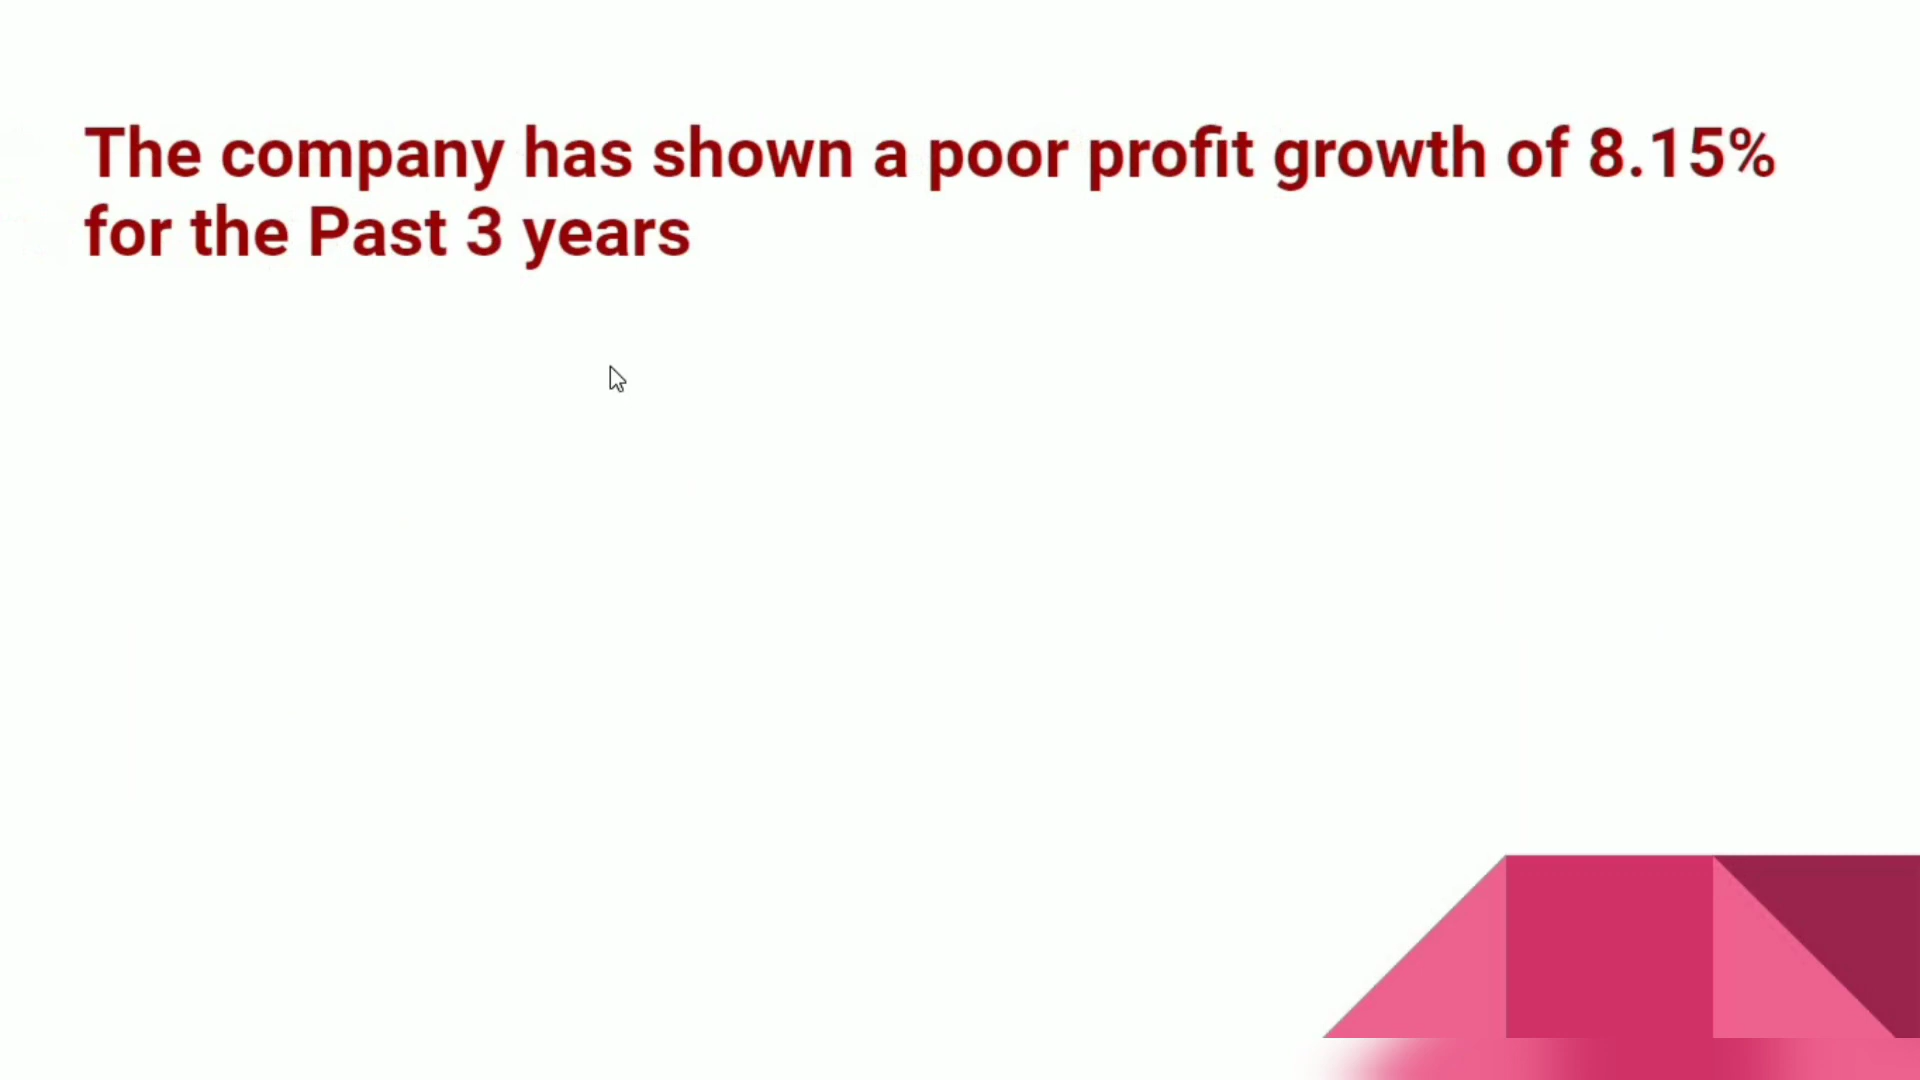 The company has shown a poor profit growth of 8.15%
for the Past 3 years